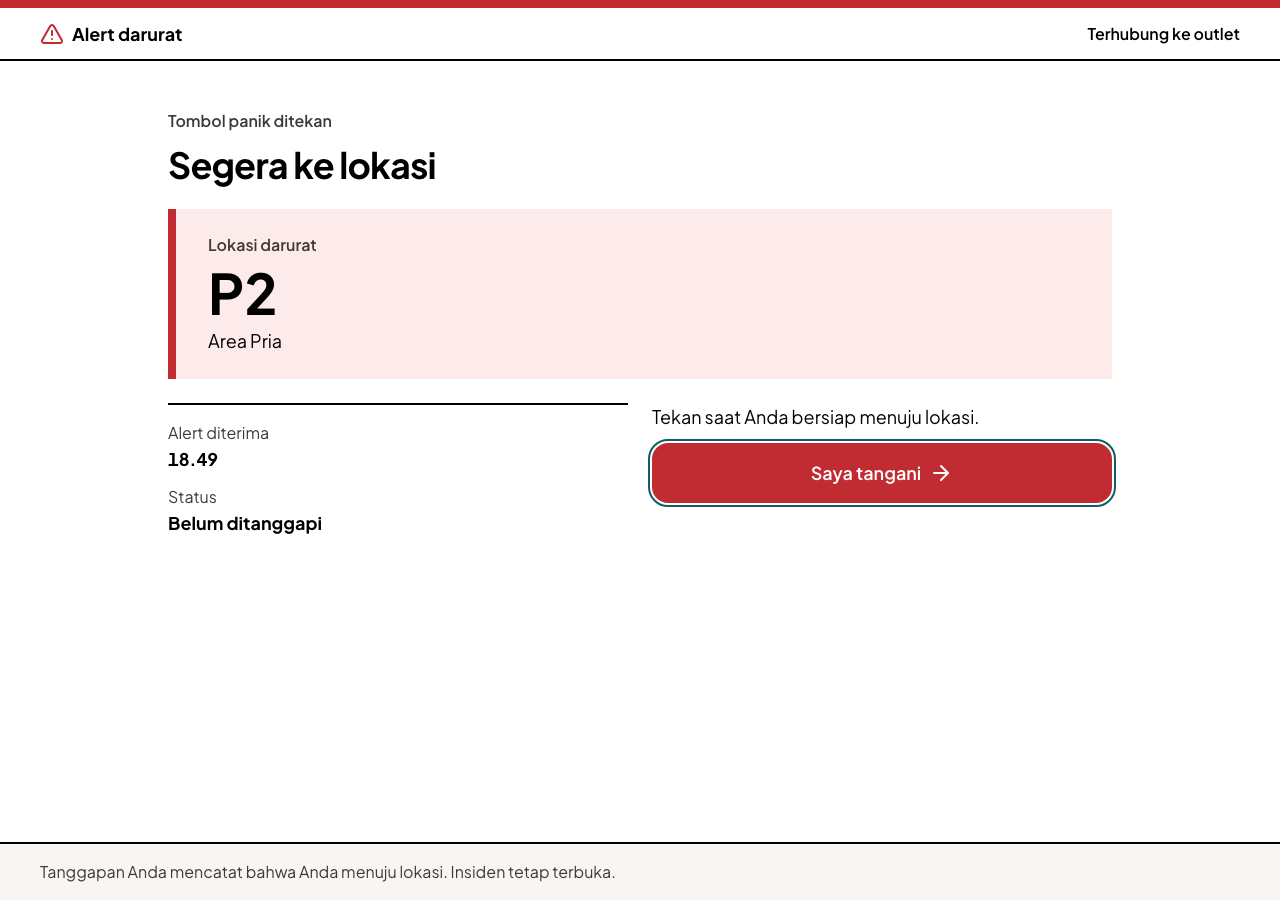 Alert darurat
Terhubung ke outlet
Tombol panik ditekan
Segera ke lokasi
Lokasi darurat
P2
Area Pria
Alert diterima
18.49
Status
Belum ditanggapi
Tekan saat Anda bersiap menuju lokasi.
Saya tangani
Tanggapan Anda mencatat bahwa Anda menuju lokasi. Insiden tetap terbuka.